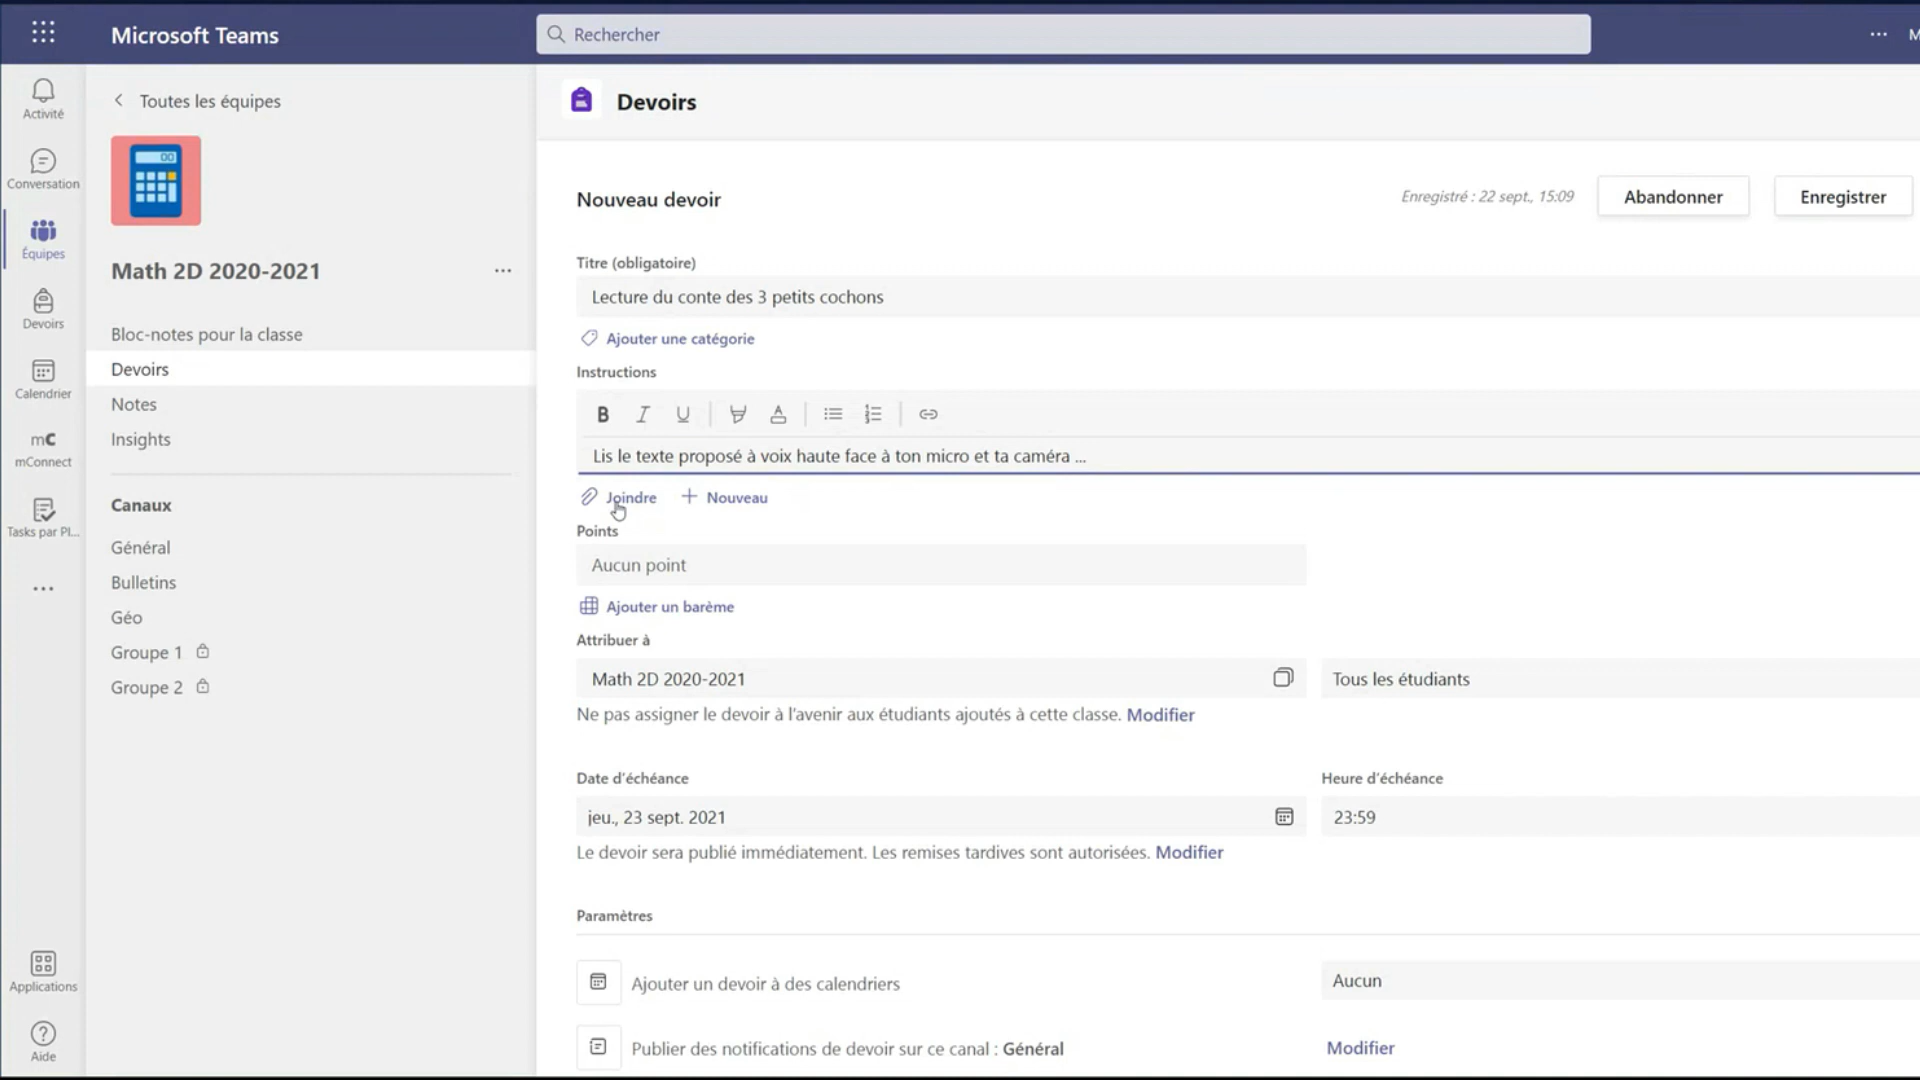 Microsoft Teams
Rechercher
M
Activité
Conversation
Équipes
Devoirs
Calendrier
mC
mConnect
Tasks par Pl...
Applications
Aide
Toutes les équipes
Math 2D 2020-2021
Bloc-notes pour la classe
Devoirs
Notes
Insights
Canaux
Général
Bulletins
Géo
Groupe 1
Groupe 2
Devoirs
Nouveau devoir
Enregistré : 22 sept., 15:09
Abandonner
Enregistrer
Titre (obligatoire)
Lecture du conte des 3 petits cochons
Ajouter une catégorie
Instructions
B I U A
Lis le texte proposé à voix haute face à ton micro et ta caméra ...
Joindre
Nouveau
Points
Aucun point
Ajouter un barème
Attribuer à
Math 2D 2020-2021
Tous les étudiants
Ne pas assigner le devoir à l'avenir aux étudiants ajoutés à cette classe. Modifier
Date d'échéance
Heure d'échéance
jeu., 23 sept. 2021
23:59
Le devoir sera publié immédiatement. Les remises tardives sont autorisées. Modifier
Paramètres
Ajouter un devoir à des calendriers
Aucun
Publier des notifications de devoir sur ce canal : Général
Modifier